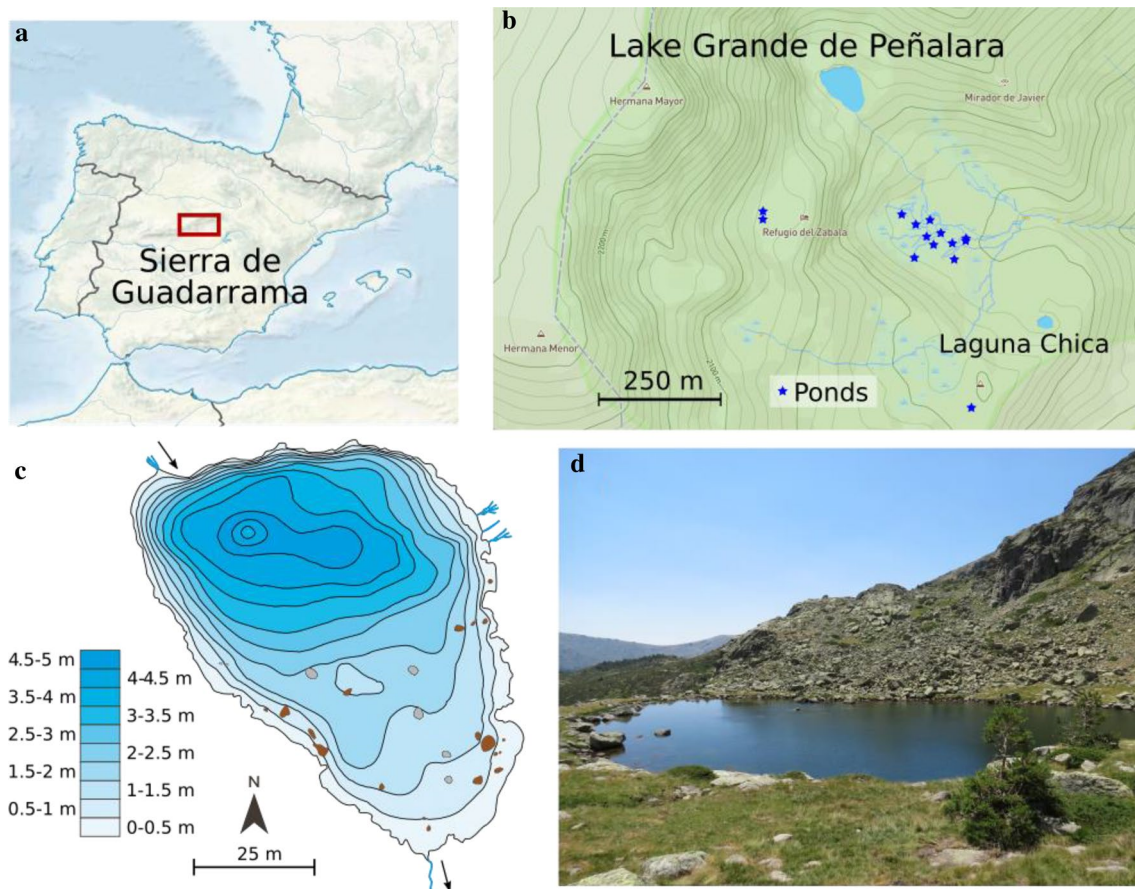 a
Sierra de
Guadarrama
b
Lake Grande de Peñalara
Hermana Mayor
Mirador de Javier
Refugio del Zabala
2200 m
Hermana Menor
Laguna Chica
2100 m
250 m
Ponds
c
4.5-5 m
4-4.5 m
3.5-4 m
3-3.5 m
2.5-3 m
2-2.5 m
1.5-2 m
1-1.5 m
0.5-1 m
0-0.5 m
N
25 m
d